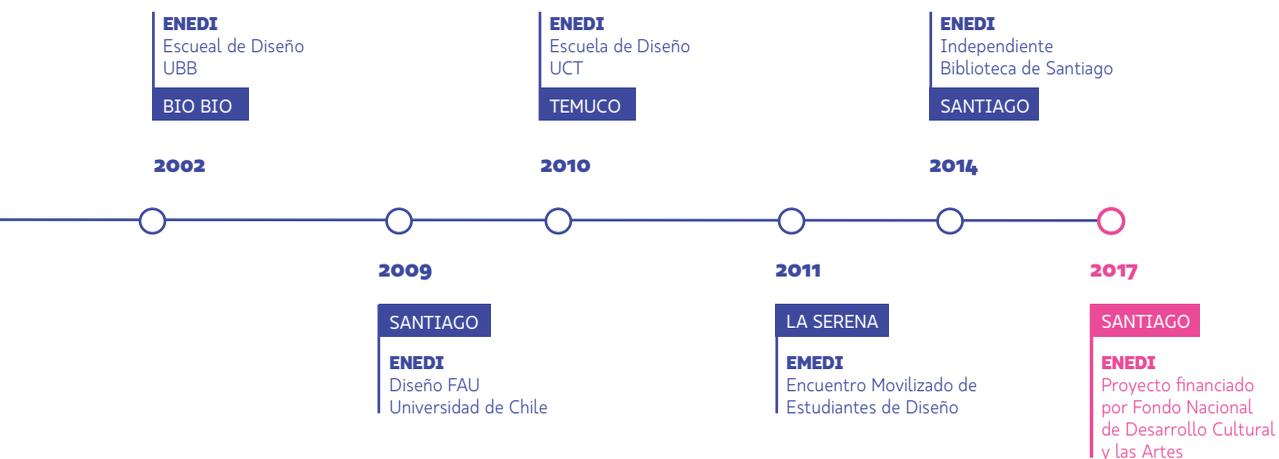 ENEDI
Escueal de Diseño
UBB
BIO BIO
2002
ENEDI
Escuela de Diseño
UCT
TEMUCO
2010
ENEDI
Independiente
Biblioteca de Santiago
SANTIAGO
2014
2009
SANTIAGO
ENEDI
Diseño FAU
Universidad de Chile
2011
LA SERENA
EMEDI
Encuentro Movilizado de
Estudiantes de Diseño
2017
SANTIAGO
ENEDI
Proyecto financiado
por Fondo Nacional
de Desarrollo Cultural
y las Artes